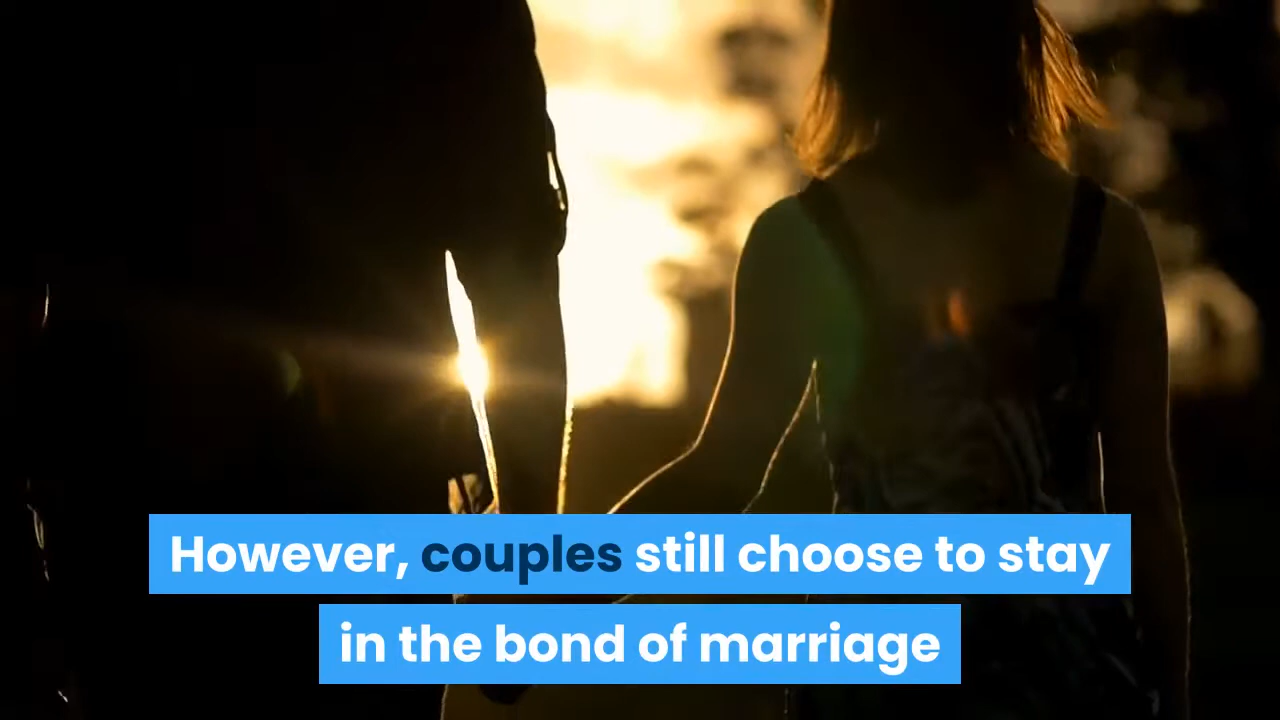 However, couples still choose to stay
in the bond of marriage